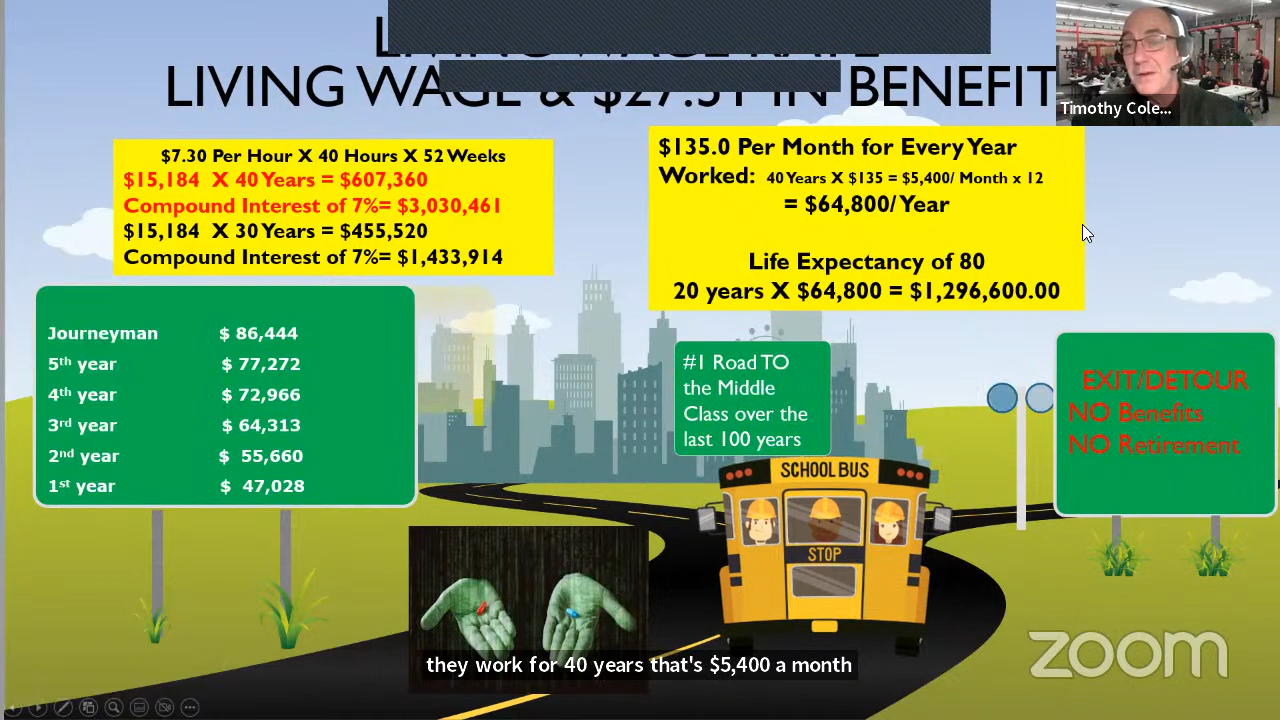 LIVING WAGE RATE
LIVING WAGE & $27.51 IN BENEFIT
Timothy Cole...
$7.30 Per Hour X 40 Hours X 52 Weeks
$15,184 X 40 Years = $607,360
Compound Interest of 7%= $3,030,461
$15,184 X 30 Years = $455,520
Compound Interest of 7%= $1,433,914
$135.0 Per Month for Every Year
Worked: 40 Years X $135 = $5,400/ Month x 12
= $64,800/Year
Life Expectancy of 80
20 years X $64,800 = $1,296,600.00
Journeyman $ 86,444
5th year $ 77,272
4th year $ 72,966
3rd year $ 64,313
2nd year $ 55,660
1st year $ 47,028
#1 Road TO
the Middle
Class over the
last 100 years
EXIT/DETOUR
NO Benefits
NO Retirement
SCHOOL BUS
STOP
they work for 40 years that's $5,400 a month
zoom